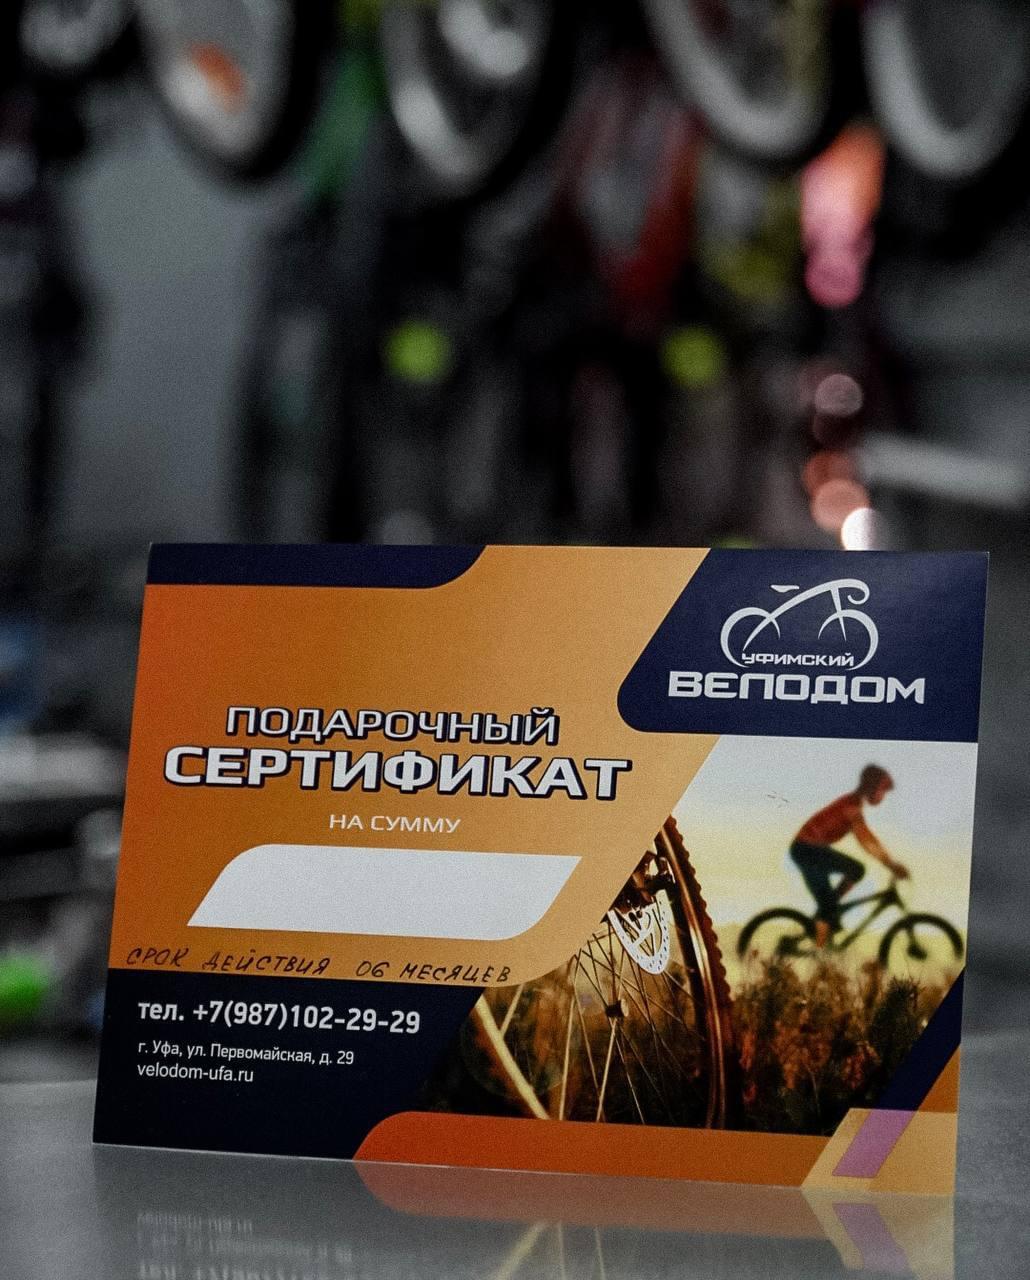 УФИМСКИЙ
ВЕЛОДОМ
ПОДАРОЧНЫЙ
СЕРТИФИКАТ
НА СУММУ
СРОК ДЕЙСТВИЯ 06 МЕСЯЦЕВ
тел. +7(987)102-29-29
г. Уфа, ул. Первомайская, д. 29
velodom-ufa.ru